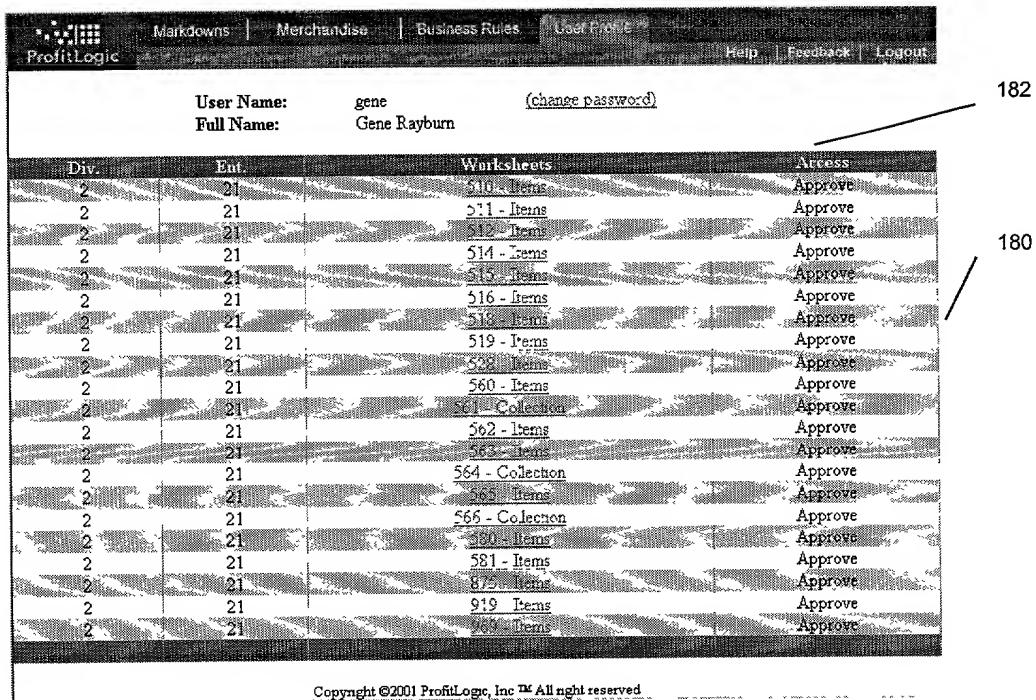 Markdowns | Merchandise | Business Rules User Profile
ProfitLogic
Help | Feedback | Logout
182
User Name: gene (change password)
Full Name: Gene Rayburn
Div. Ent. Worksheets Access
2 21 510 - Items Approve
2 21 511 - Items Approve
2 21 512 - Items Approve
2 21 514 - Items Approve
180
2 21 515 - Items Approve
2 21 516 - Items Approve
2 21 518 - Items Approve
2 21 519 - Items Approve
2 21 528 - Items Approve
2 21 560 - Items Approve
2 21 561 - Collection Approve
2 21 562 - Items Approve
2 21 563 - Items Approve
2 21 564 - Collection Approve
2 21 565 - Items Approve
2 21 566 - Collection Approve
2 21 580 - Items Approve
2 21 581 - Items Approve
2 21 875 - Items Approve
2 21 919 - Items Approve
2 21 - Items Approve
Copyright ©2001 ProfitLogic, Inc ™ All right reserved